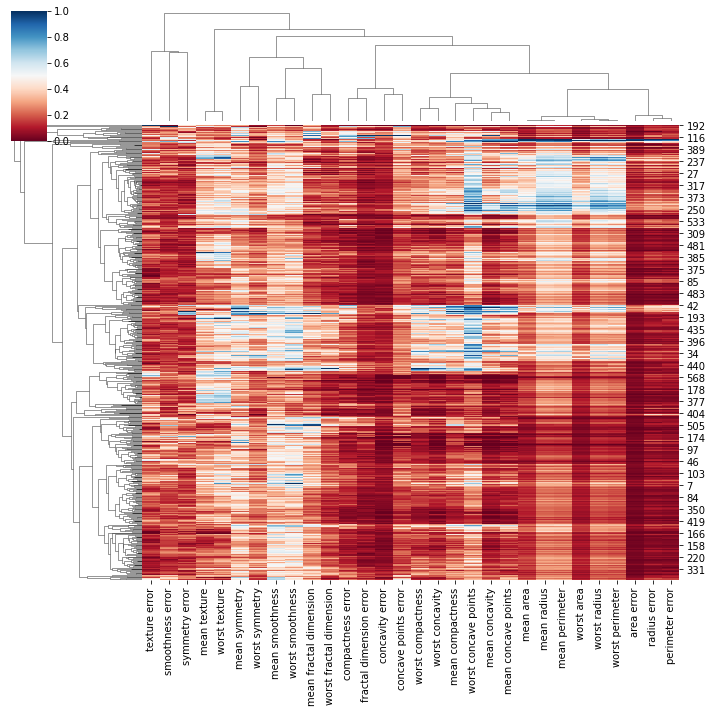 1.0
0.8
0.6
0.4
0.2
0.0
192
116
389
237
27
317
373
250
533
309
481
385
375
85
483
42
193
435
396
34
440
568
178
377
404
505
174
97
46
103
7
84
350
419
166
158
220
331
texture error
smoothness error
symmetry error
mean texture
worst texture
mean symmetry
worst symmetry
mean smoothness
worst smoothness
mean fractal dimension
worst fractal dimension
compactness error
fractal dimension error
concavity error
concave points error
worst compactness
worst concavity
mean compactness
worst concave points
mean concavity
mean concave points
mean area
mean radius
mean perimeter
worst area
worst radius
worst perimeter
area error
radius error
perimeter error